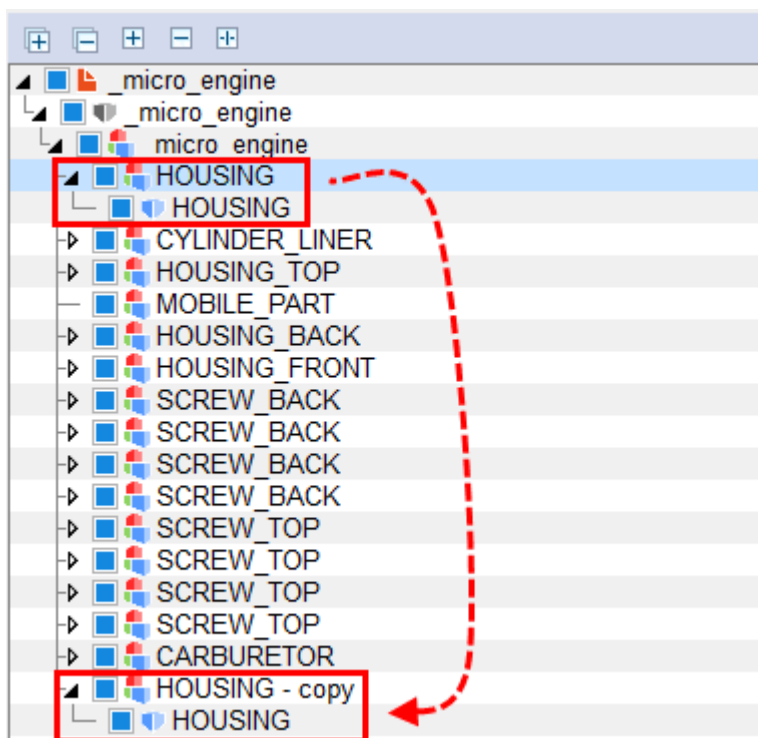 _micro_engine
_micro_engine
_micro_engine
HOUSING
HOUSING
CYLINDER_LINER
HOUSING_TOP
MOBILE_PART
HOUSING_BACK
HOUSING_FRONT
SCREW_BACK
SCREW_BACK
SCREW_BACK
SCREW_BACK
SCREW_TOP
SCREW_TOP
SCREW_TOP
SCREW_TOP
CARBURETOR
HOUSING - copy
HOUSING